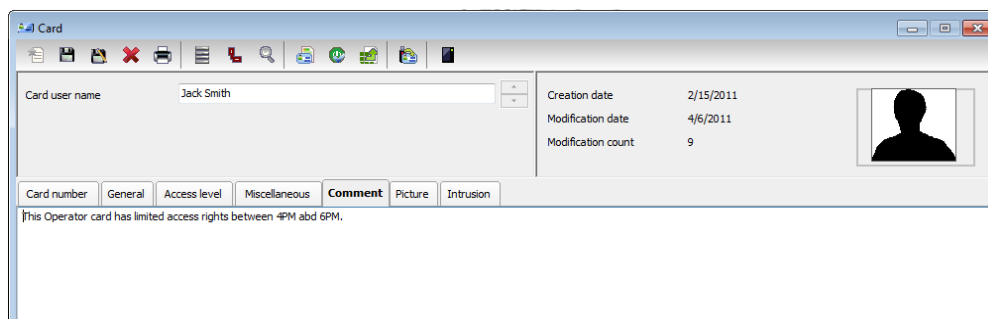 Card
Card user name
Jack Smith
Creation date 2/15/2011
Modification date 4/6/2011
Modification count 9
Card number General Access level Miscellaneous Comment Picture Intrusion
This Operator card has limited access rights between 4PM abd 6PM.